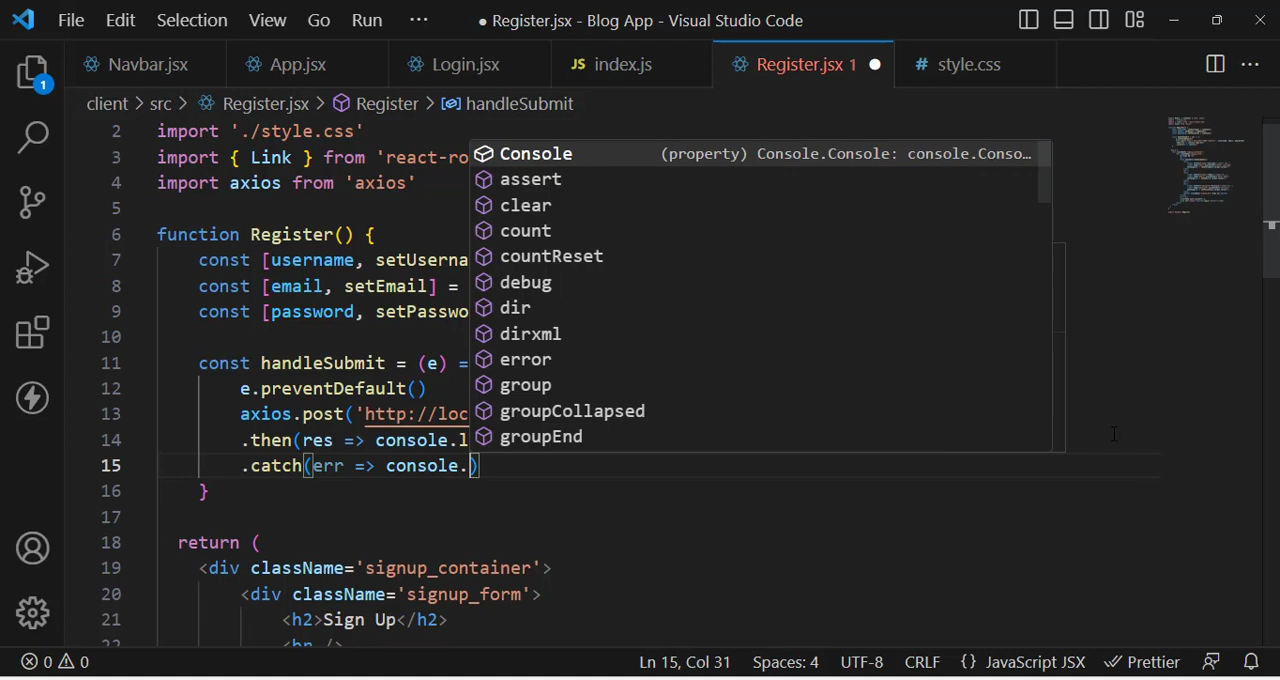 File Edit Selection View Go Run ··· ● Register.jsx - Blog App - Visual Studio Code
Navbar.jsx App.jsx Login.jsx JS index.js Register.jsx 1 ● # style.css ···
client > src > Register.jsx > Register > handleSubmit
1
2 import './style.css'
3 import { Link } from 'react-ro
4 import axios from 'axios'
5
6 function Register() {
7 const [username, setUserna
8 const [email, setEmail] =
9 const [password, setPasswo
10
11 const handleSubmit = (e) =
12 e.preventDefault()
13 axios.post('http://loc
14 .then(res => console.l
15 .catch(err => console.)
16 }
17
18 return (
19 <div className='signup_container'>
20 <div className='signup_form'>
21 <h2>Sign Up</h2>
22 <br />
Console (property) Console.Console: console.Conso...
assert
clear
count
countReset
debug
dir
dirxml
error
group
groupCollapsed
groupEnd
0 0 Ln 15, Col 31 Spaces: 4 UTF-8 CRLF {} JavaScript JSX Prettier